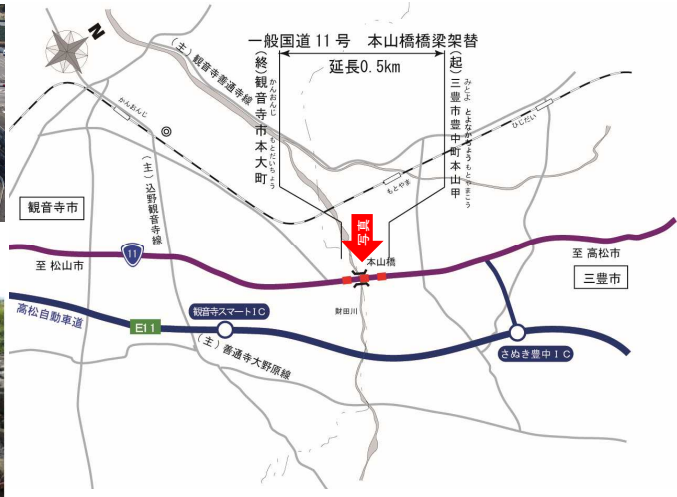 N
一般国道11号 本山橋橋梁架替
延長0.5km
(主)観音寺善通寺線
(終)観音寺市本大町
かんおんじ もとだいちょう
(起)三豊市豊中町本山甲
みとよ とよなかちょうもとやまこう
かんおんじ
ひじだい
もとやま
(主)込野観音寺線
観音寺市
写真
11
本山橋
至 松山市
至 高松市
三豊市
高松自動車道
観音寺スマートIC
財田川
E11
(主)善通寺大野原線
さぬき豊中IC